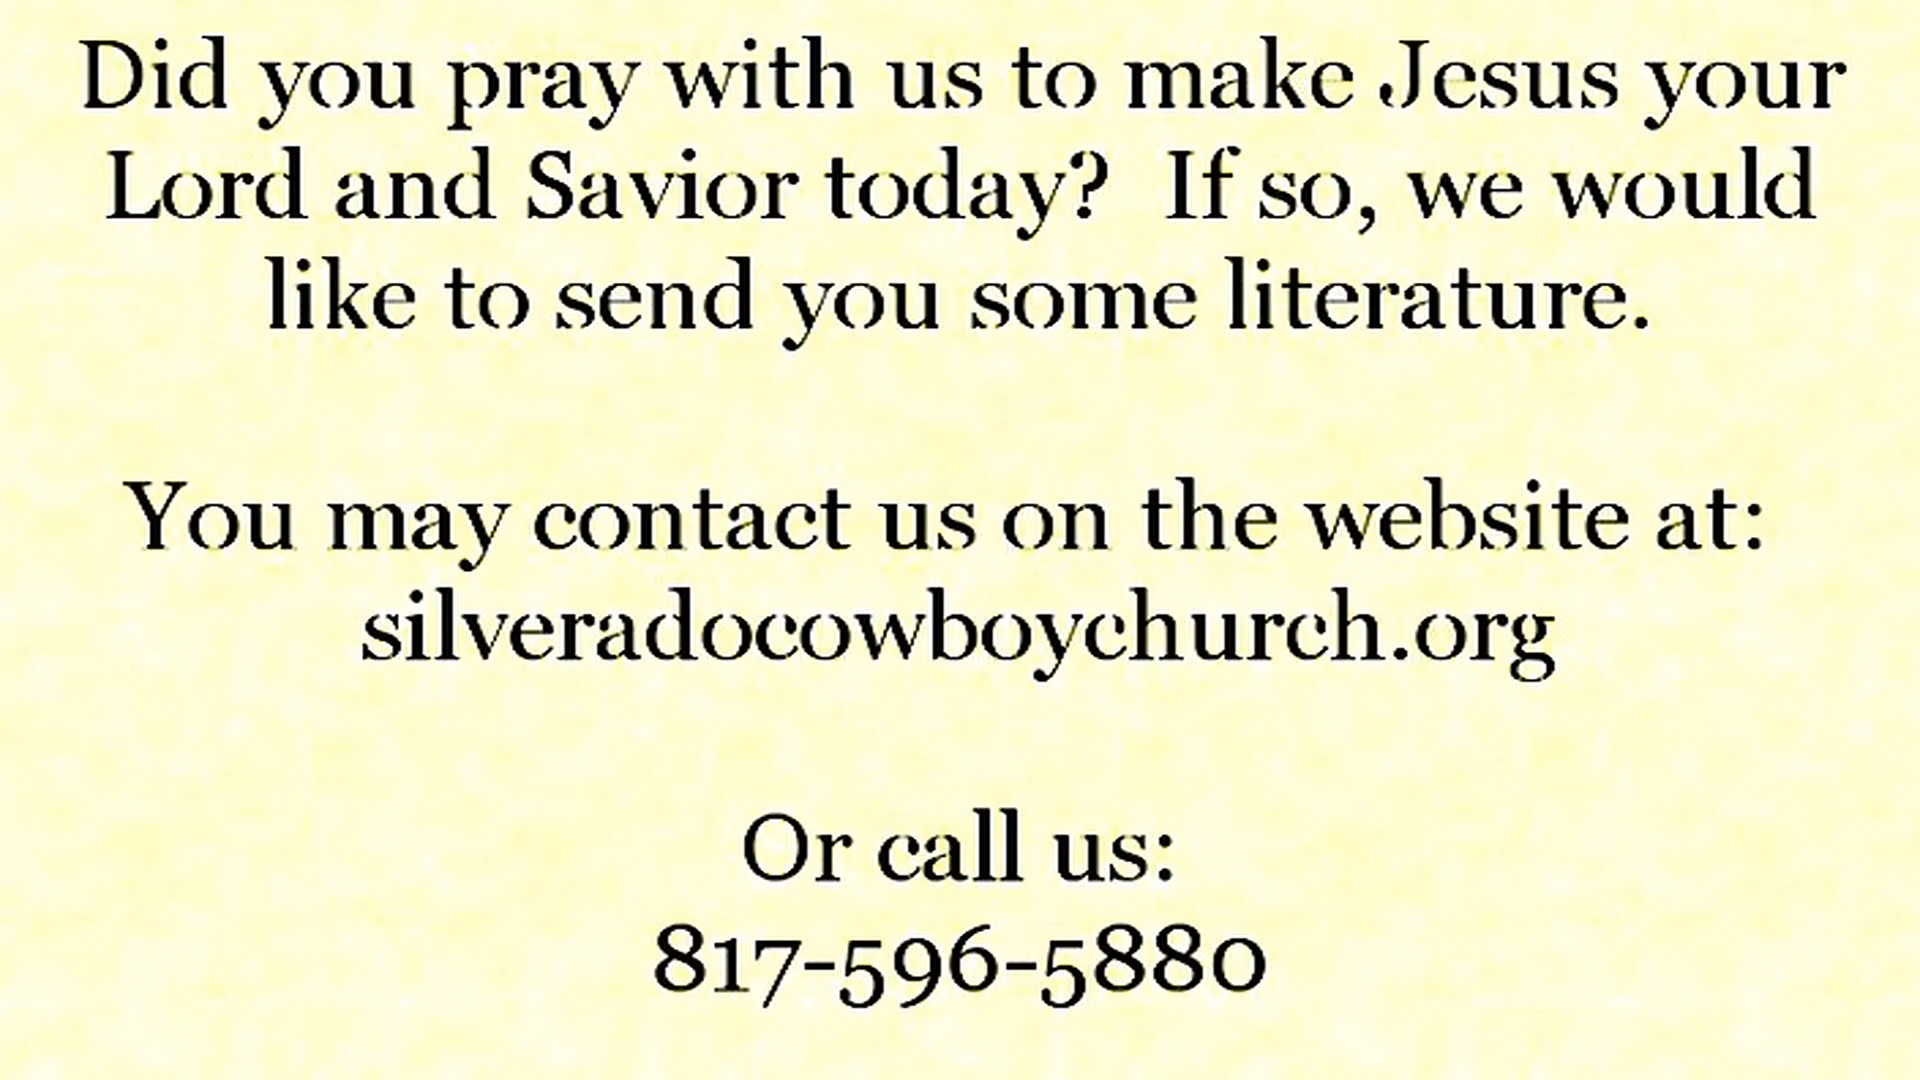 Did you pray with us to make Jesus your
Lord and Savior today?  If so, we would
like to send you some literature.
You may contact us on the website at:
silveradocowboychurch.org
Or call us:
817-596-5880